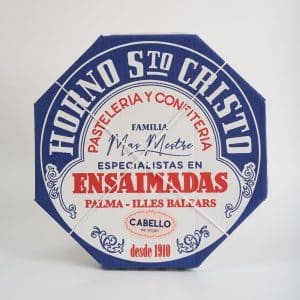 HORNO STO CRISTO
PASTELERIA Y CONFITERIA
FAMILIA
Mas Mestre
ESPECIALISTAS EN
ENSAIMADAS
PALMA - ILLES BALEARS
CABELLO
desde 1910